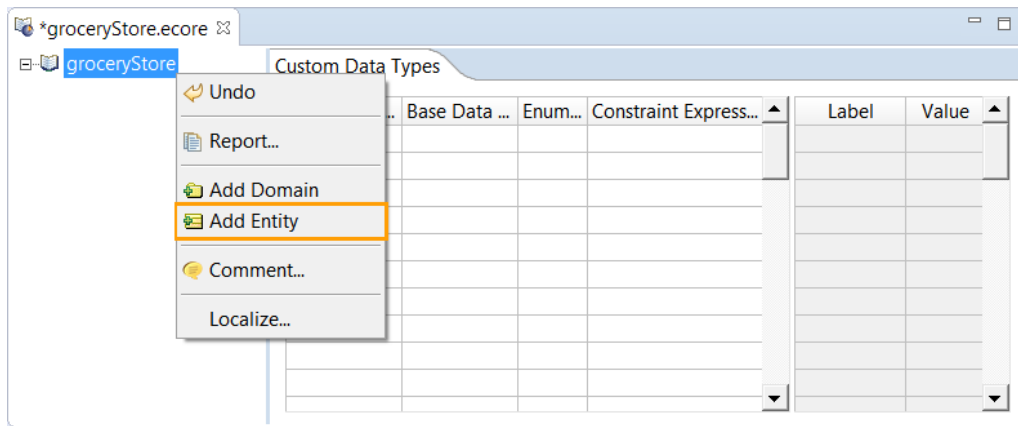 *groceryStore.ecore
groceryStore
Custom Data Types
.. Base Data ... Enum... Constraint Express... Label Value
Undo
Report...
Add Domain
Add Entity
Comment...
Localize...